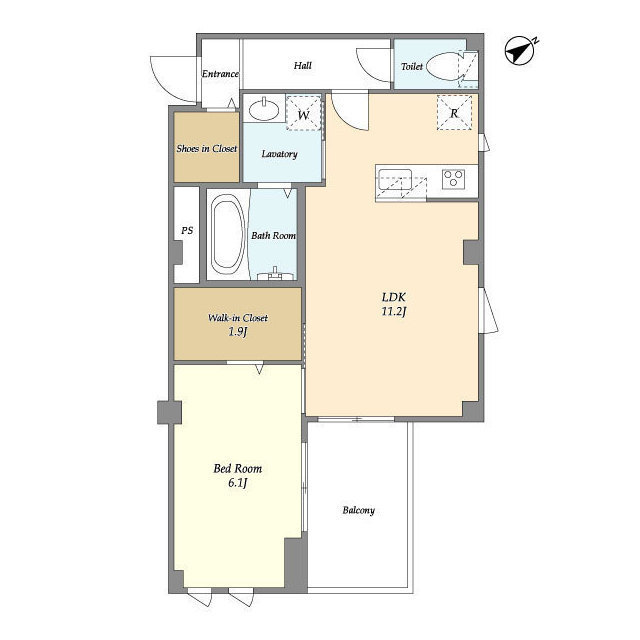 N
Entrance
Hall
Toilet
Shoes in Closet
W
Lavatory
R
PS
Bath Room
Walk-in Closet
1.9J
LDK
11.2J
Bed Room
6.1J
Balcony